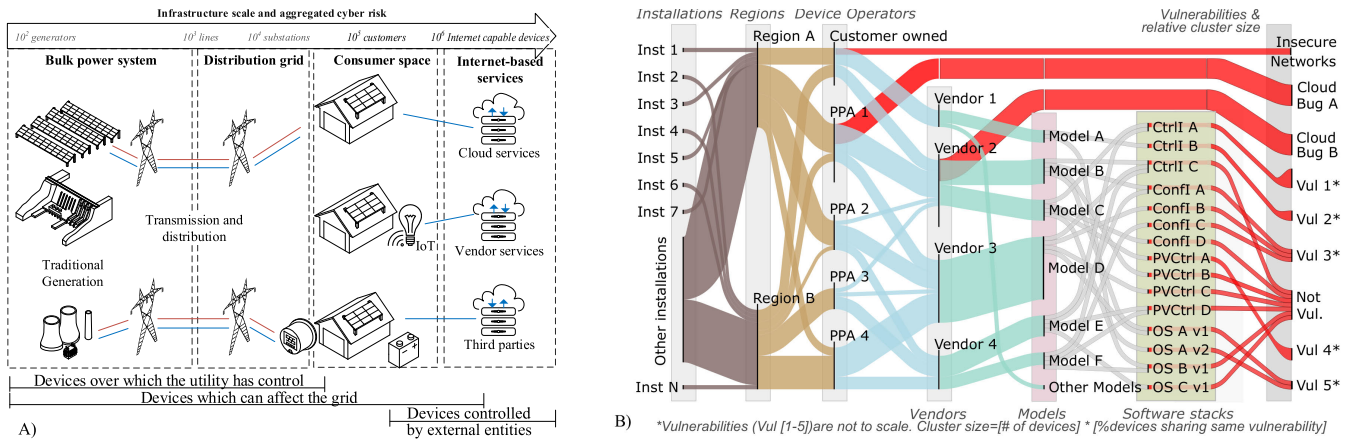 Infrastructure scale and aggregated cyber risk
10² generators
10³ lines
10⁴ substations
10⁵ customers
10⁶ Internet capable devices
Bulk power system
Distribution grid
Consumer space
Internet-based
services
Cloud services
Transmission and
distribution
IoT
Vendor services
Traditional
Generation
Third parties
Devices over which the utility has control
Devices which can affect the grid
Devices controlled
by external entities
A)
Installations
Regions
Device Operators
Vulnerabilities &
relative cluster size
Inst 1
Inst 2
Inst 3
Inst 4
Inst 5
Inst 6
Inst 7
Other installations
Inst N
Region A
Region B
Customer owned
PPA 1
PPA 2
PPA 3
PPA 4
Vendor 1
Vendor 2
Vendor 3
Vendor 4
Model A
Model B
Model C
Model D
Model E
Model F
Other Models
CtrlI A
CtrlI B
CtrlI C
ConfI A
ConfI B
ConfI C
ConfI D
PVCtrl A
PVCtrl B
PVCtrl C
PVCtrl D
OS A v1
OS A v2
OS B v1
OS C v1
Insecure
Networks
Cloud
Bug A
Cloud
Bug B
Vul 1*
Vul 2*
Vul 3*
Not
Vul.
Vul 4*
Vul 5*
Vendors
Models
Software stacks
B)
*Vulnerabilities (Vul [1-5])are not to scale. Cluster size=[# of devices] * [%devices sharing same vulnerability]